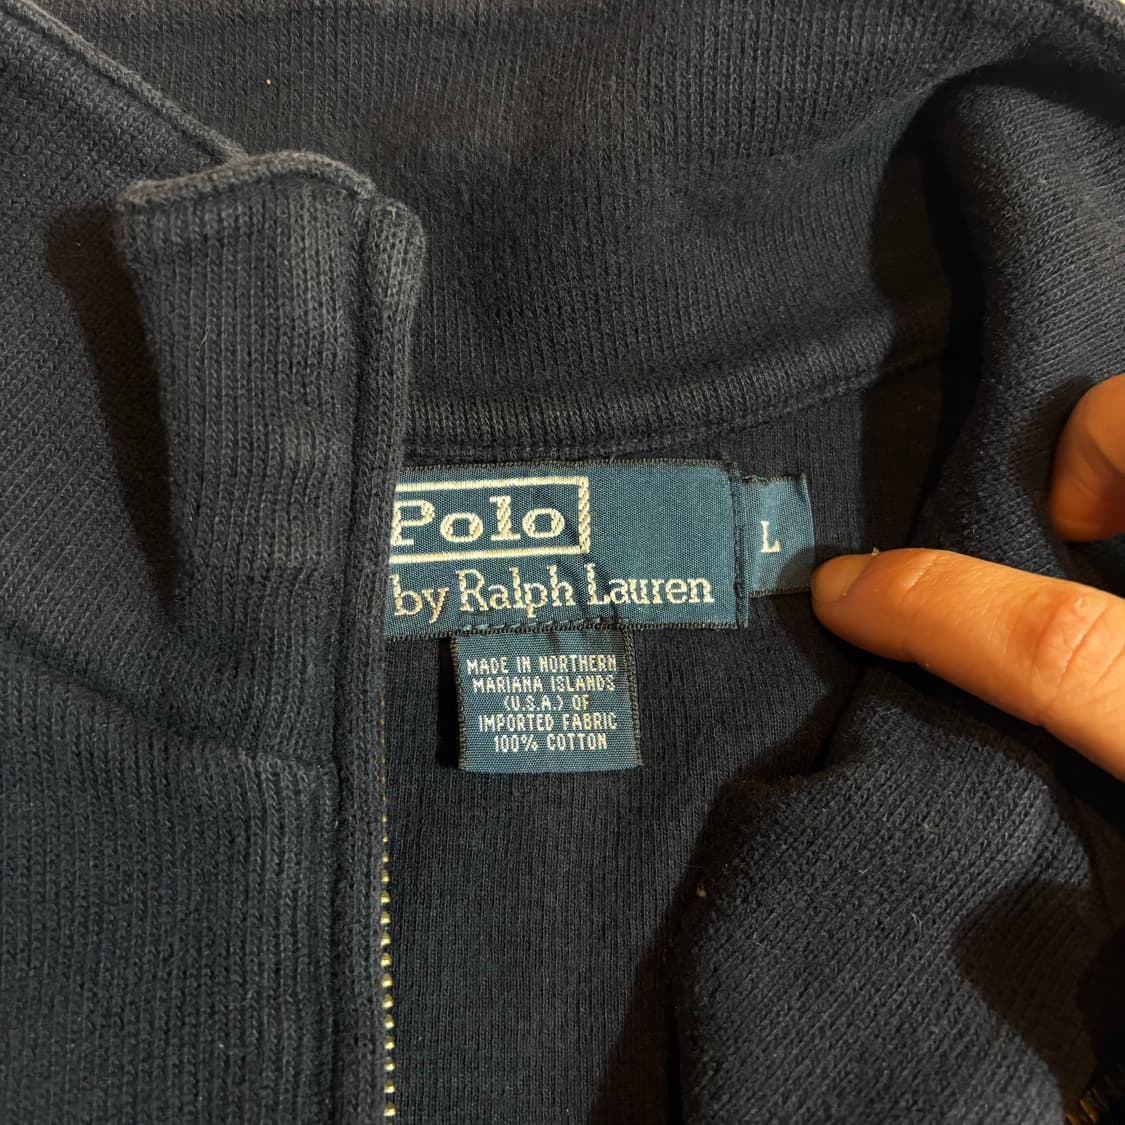 Polo
by Ralph Lauren
L
MADE IN NORTHERN
MARIANA ISLANDS
(U.S.A.) OF
IMPORTED FABRIC
100% COTTON